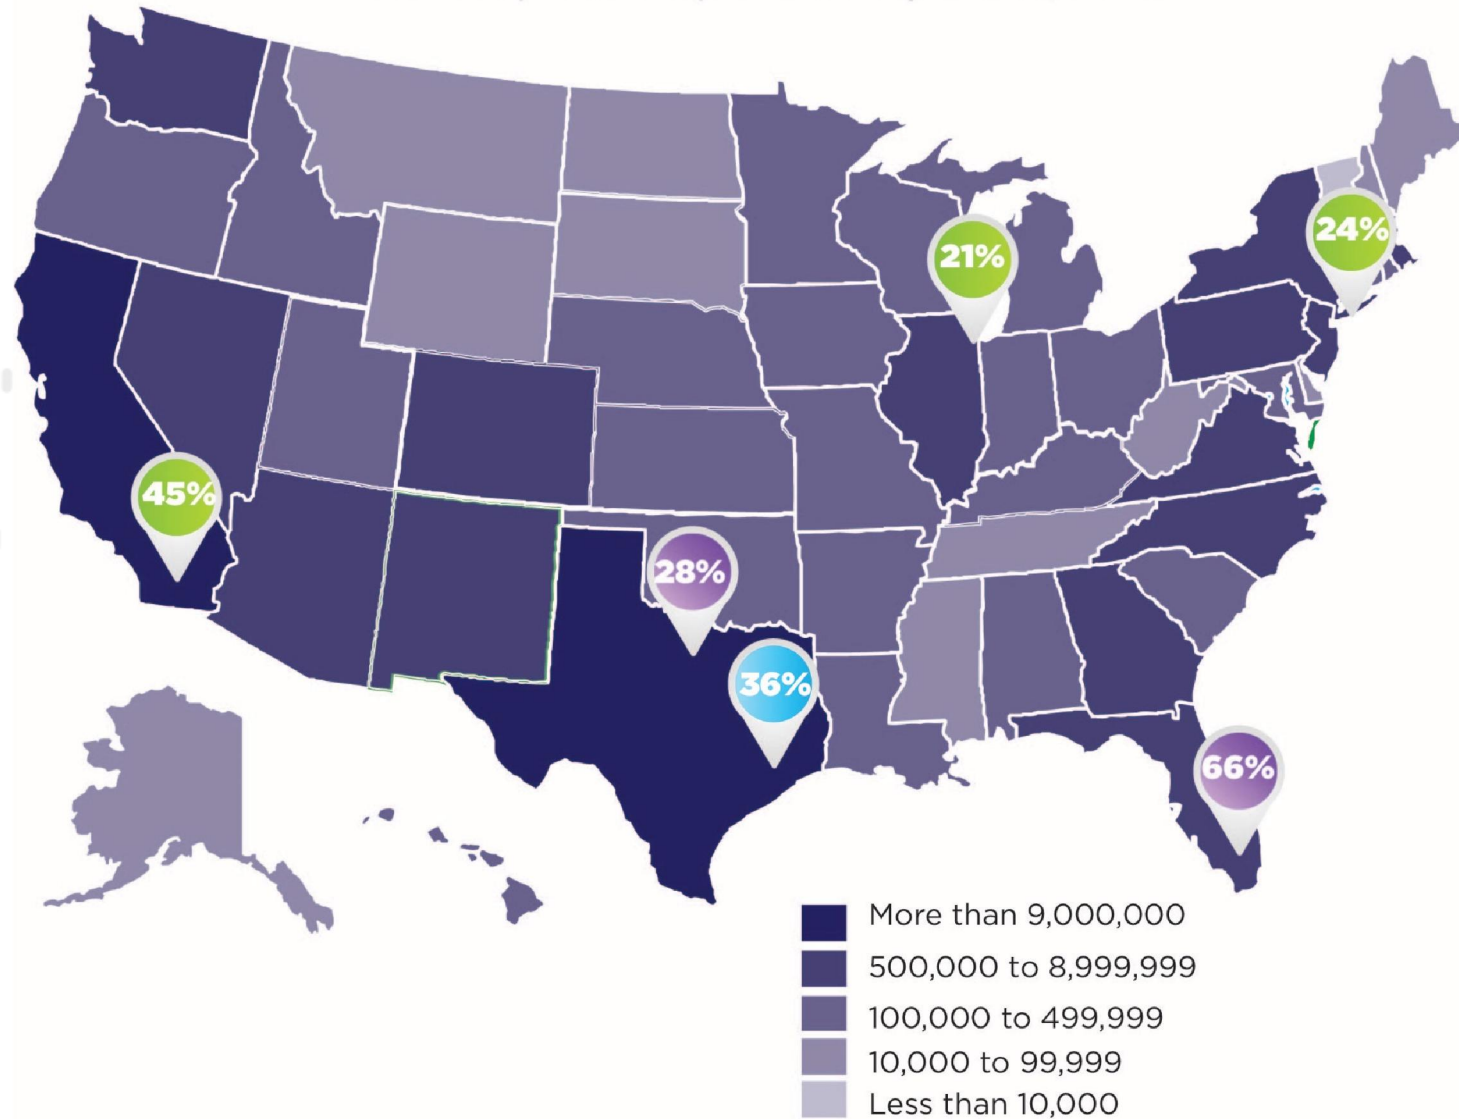 24%
21%
45%
28%
36%
66%
More than 9,000,000
500,000 to 8,999,999
100,000 to 499,999
10,000 to 99,999
Less than 10,000